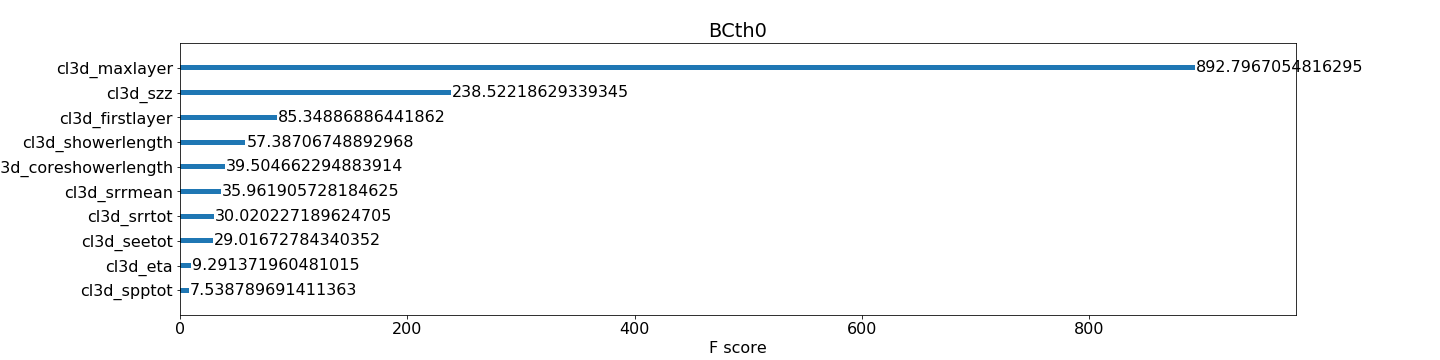 BCth0
cl3d_maxlayer 892.7967054816295
cl3d_szz 238.52218629339345
cl3d_firstlayer 85.34886886441862
cl3d_showerlength 57.38706748892968
3d_coreshowerlength 39.504662294883914
cl3d_srrmean 35.961905728184625
cl3d_srrtot 30.020227189624705
cl3d_seetot 29.01672784340352
cl3d_eta 9.291371960481015
cl3d_spptot 7.538789691411363
0 200 400 600 800
F score